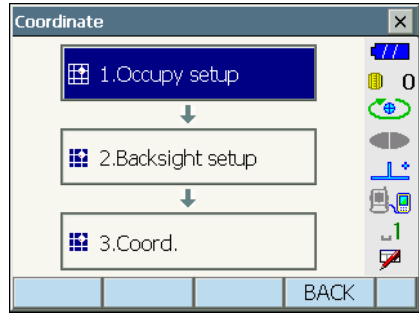 Coordinate
1.Occupy setup
0
2.Backsight setup
3.Coord.
1
BACK